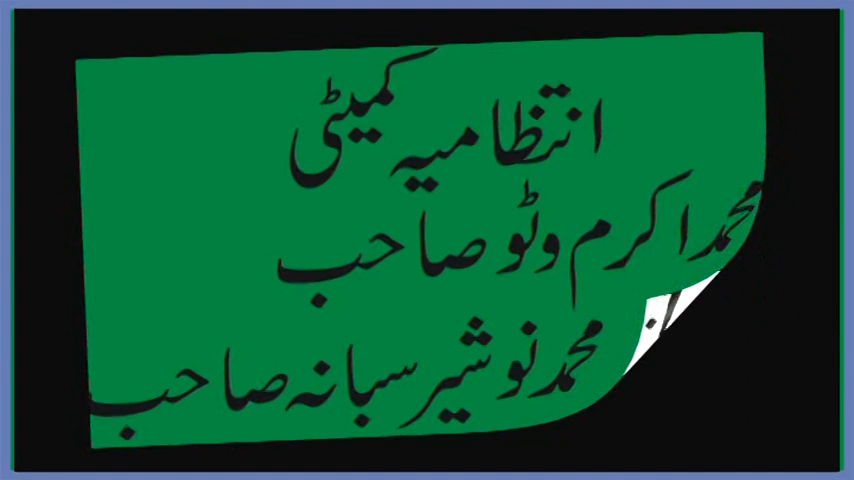 انتظامیہ کمیٹی
محمد اکرم وٹو صاحب
محمد نوشیر سبانہ صاحب